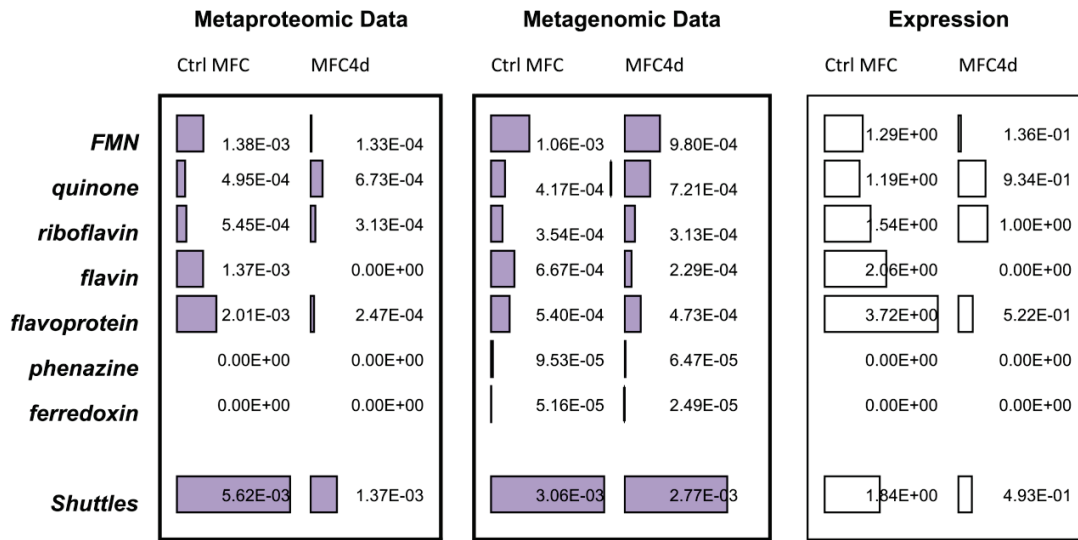 Metaproteomic Data Metagenomic Data Expression
Ctrl MFC MFC4d Ctrl MFC MFC4d Ctrl MFC MFC4d
FMN 1.38E-03 1.33E-04 1.06E-03 9.80E-04 1.29E+00 1.36E-01
quinone 4.95E-04 6.73E-04 4.17E-04 7.21E-04 1.19E+00 9.34E-01
riboflavin 5.45E-04 3.13E-04 3.54E-04 3.13E-04 1.54E+00 1.00E+00
flavin 1.37E-03 0.00E+00 6.67E-04 2.29E-04 2.06E+00 0.00E+00
flavoprotein 2.01E-03 2.47E-04 5.40E-04 4.73E-04 3.72E+00 5.22E-01
phenazine 0.00E+00 0.00E+00 9.53E-05 6.47E-05 0.00E+00 0.00E+00
ferredoxin 0.00E+00 0.00E+00 5.16E-05 2.49E-05 0.00E+00 0.00E+00
Shuttles 5.62E-03 1.37E-03 3.06E-03 2.77E-03 1.84E+00 4.93E-01